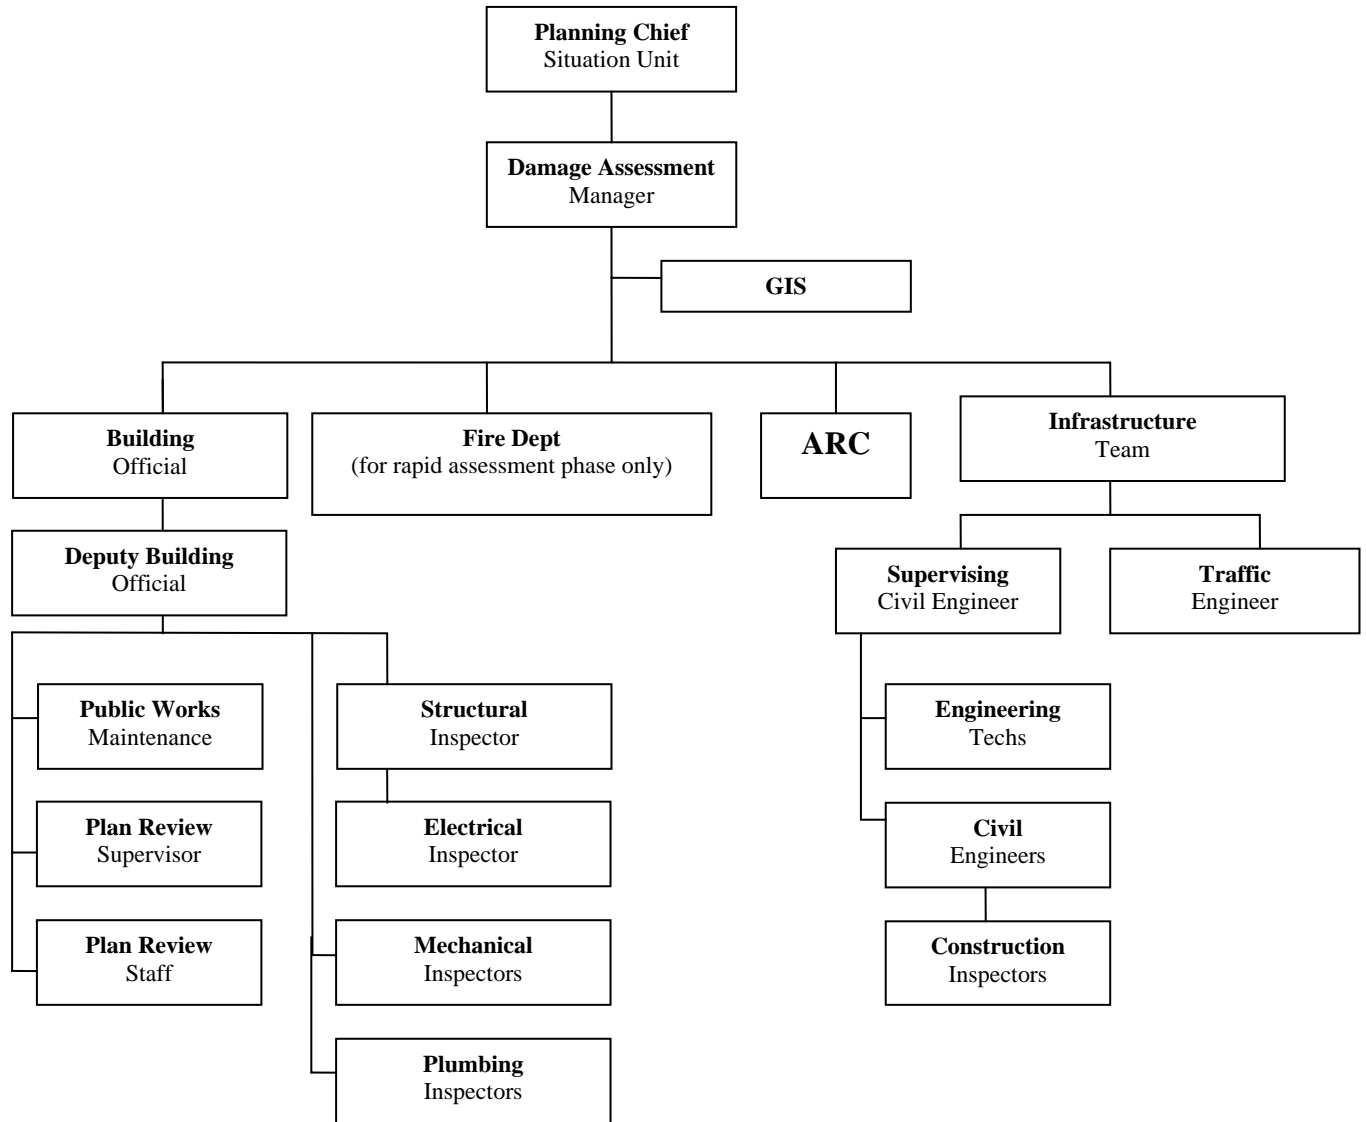 Planning Chief
Situation Unit
Damage Assessment
Manager
GIS
Building
Official
Fire Dept
(for rapid assessment phase only)
ARC
Infrastructure
Team
Deputy Building
Official
Supervising
Civil Engineer
Traffic
Engineer
Public Works
Maintenance
Structural
Inspector
Engineering
Techs
Plan Review
Supervisor
Electrical
Inspector
Civil
Engineers
Plan Review
Staff
Mechanical
Inspectors
Construction
Inspectors
Plumbing
Inspectors